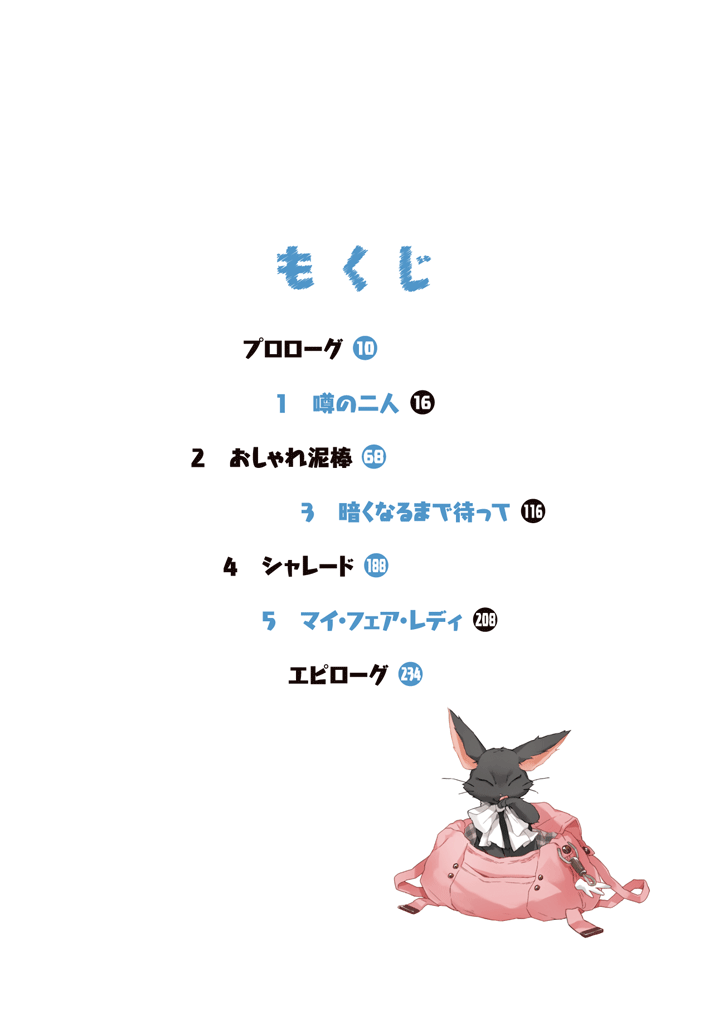 もくじ
プロローグ 10
1 噂の二人 16
2 おしゃれ泥棒 68
3 暗くなるまで待って 116
4 シャレード 188
5 マイ・フェア・レディ 208
エピローグ 234